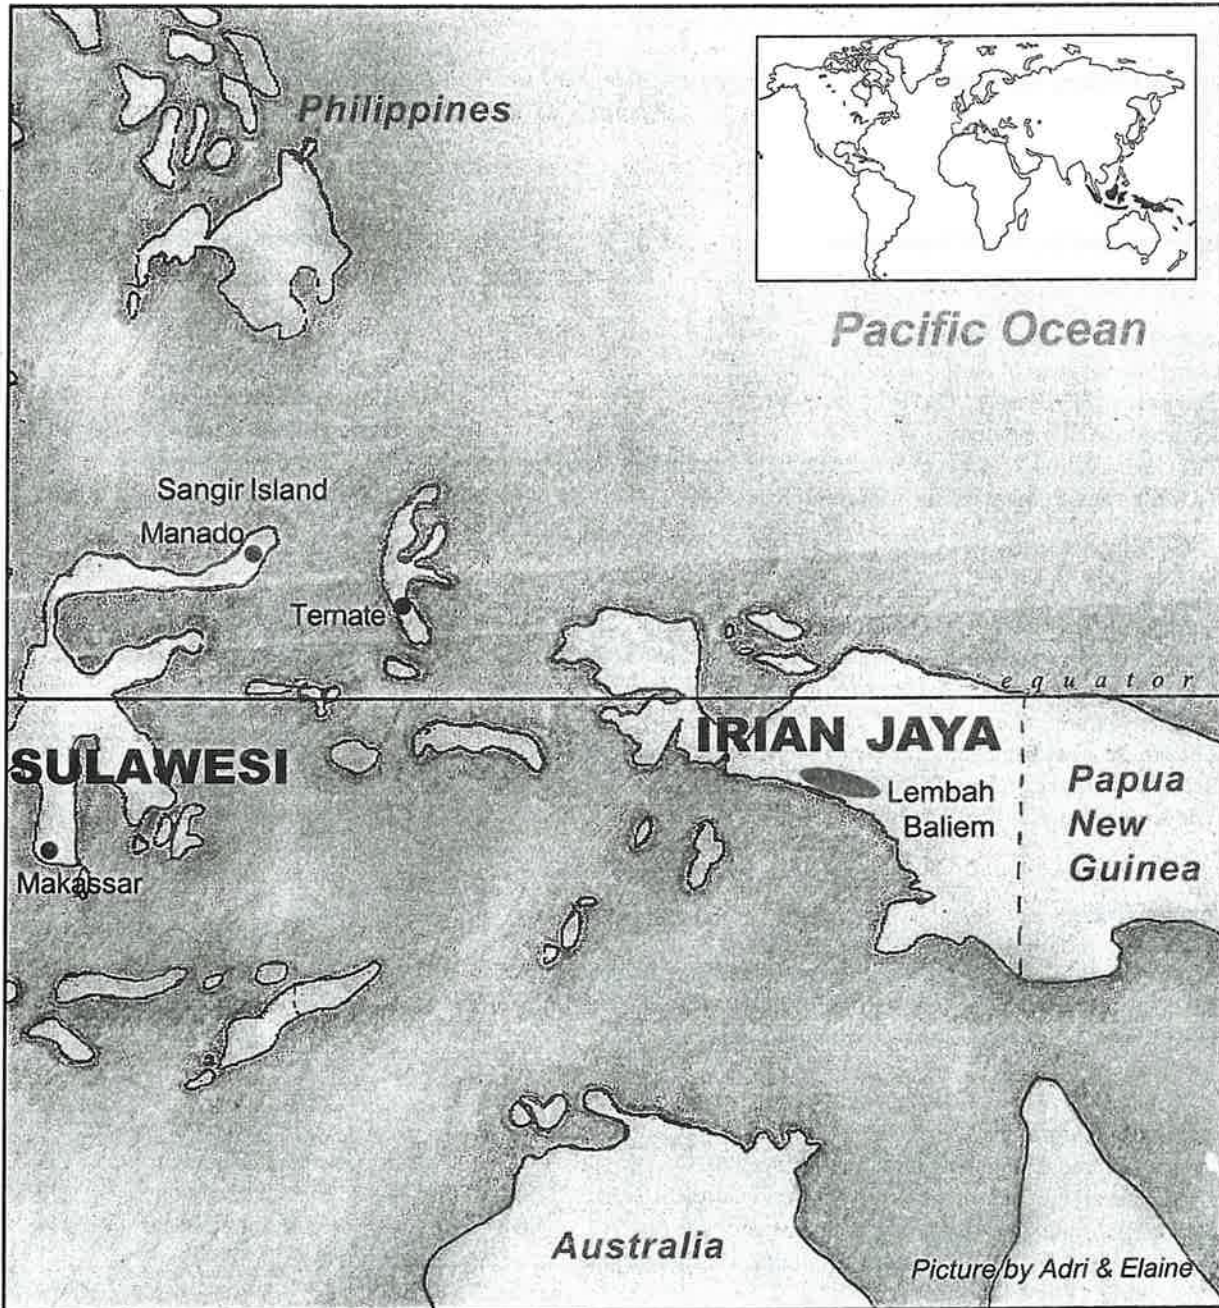 Philippines
Pacific Ocean
Sangir Island
Manado
Ternate
equator
SULAWESI
IRIAN JAYA
Lembah
Baliem
Papua
New
Guinea
Makassar
Australia
Picture by Adri & Elaine